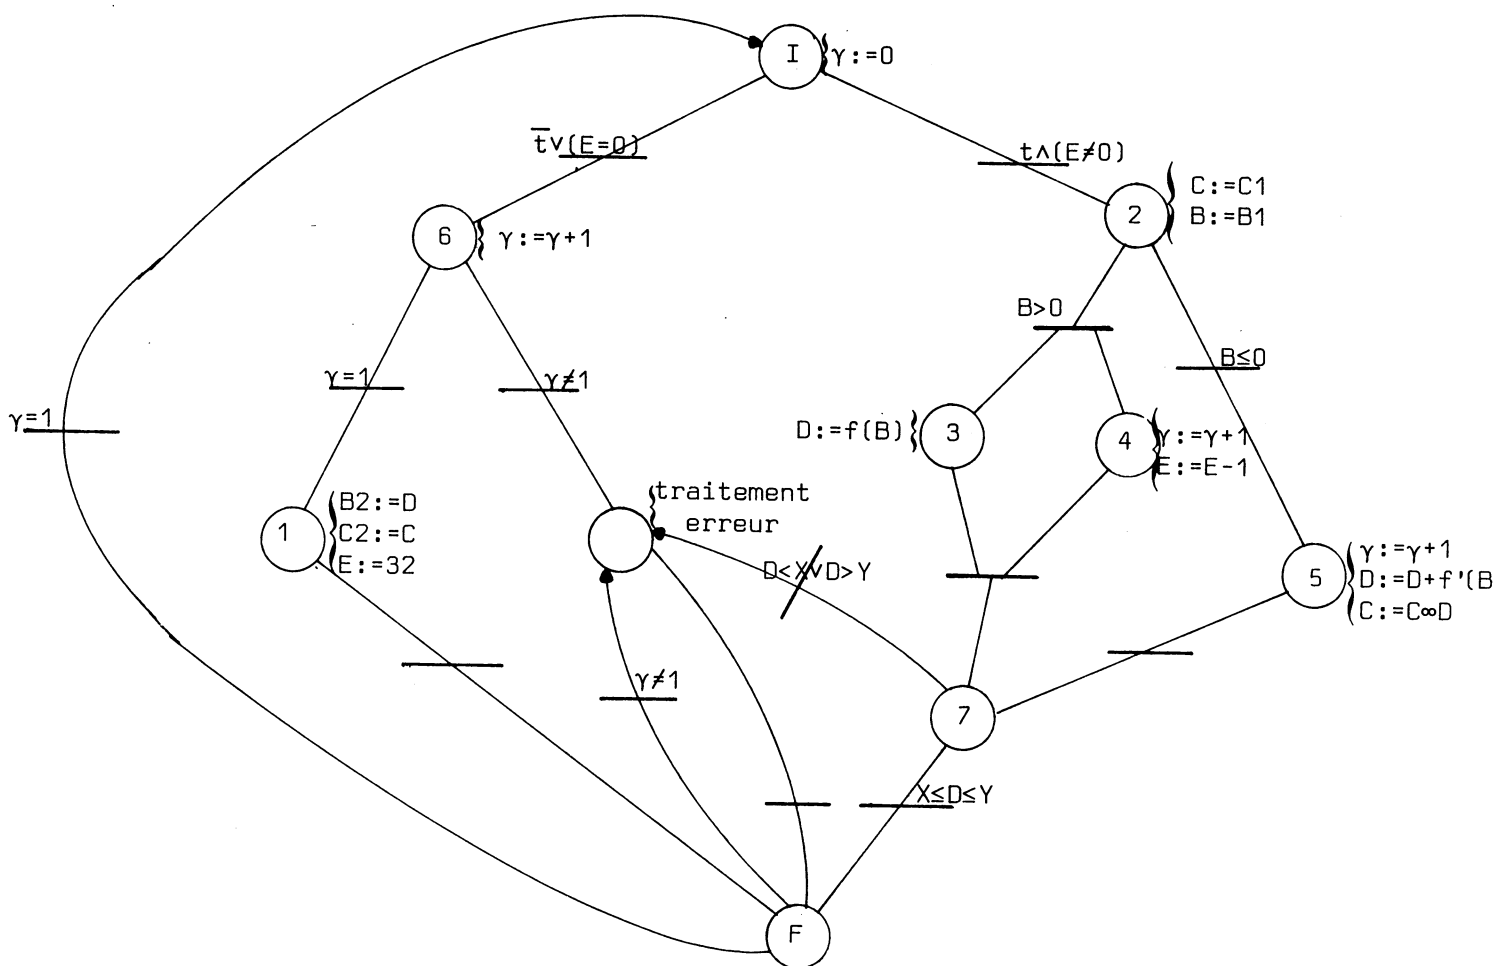 I
γ:=0
t̅∨(E=0)
t∧(E≠0)
2
C:=C1
B:=B1
6
γ:=γ+1
B>0
B≤0
γ=1
γ≠1
γ=1
D:=f(B)
3
4
γ:=γ+1
E:=E-1
1
B2:=D
C2:=C
E:=32
traitement
erreur
D<X∨D>Y
5
γ:=γ+1
D:=D+f'(B
C:=C∞D
γ≠1
7
X≤D≤Y
F